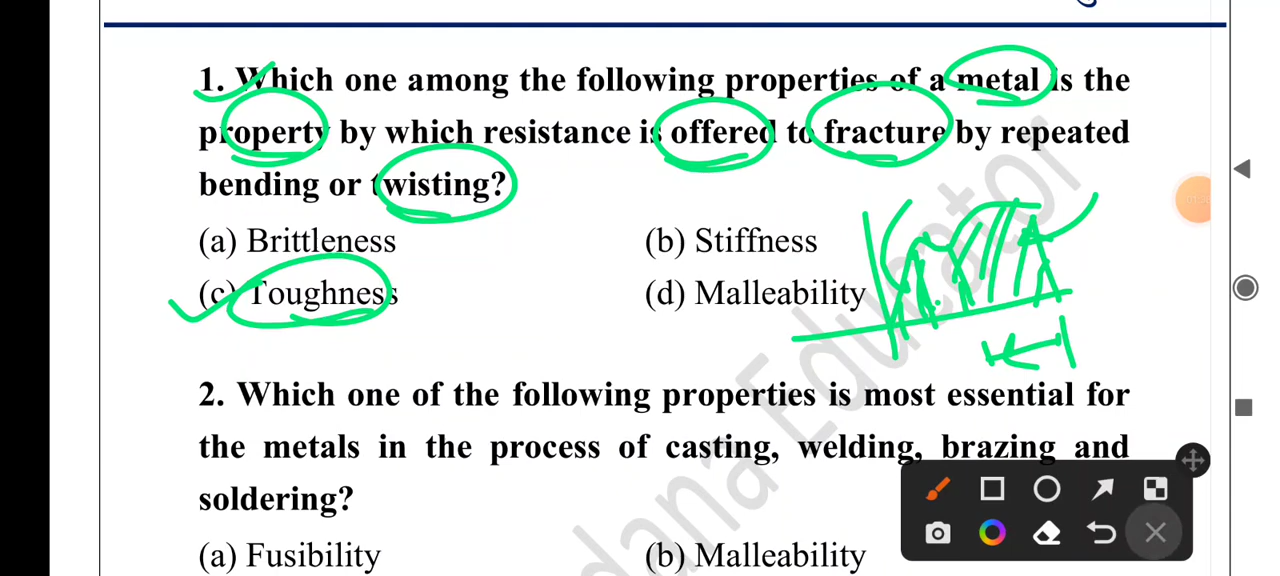 1. Which one among the following properties of a metal is the
property by which resistance is offered to fracture by repeated
bending or twisting?
(a) Brittleness (b) Stiffness
(c) Toughness (d) Malleability
2. Which one of the following properties is most essential for
the metals in the process of casting, welding, brazing and
soldering?
(a) Fusibility (b) Malleability